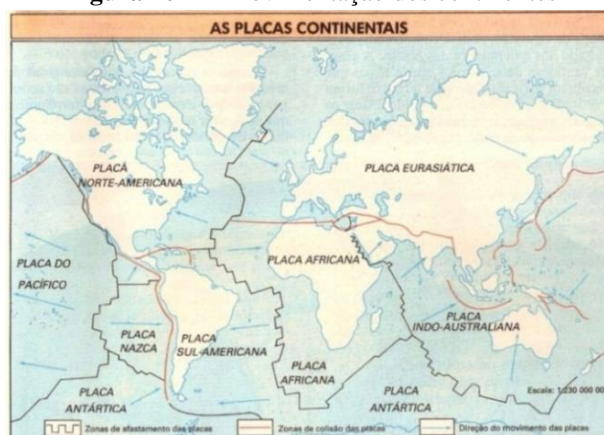 AS PLACAS CONTINENTAIS
PLACA
NORTE-AMERICANA
PLACA EURASIÁTICA
PLACA DO
PACÍFICO
PLACA AFRICANA
PLACA
NAZCA
PLACA
SUL-AMERICANA
PLACA
INDO-AUSTRALIANA
PLACA
AFRICANA
PLACA
ANTÁRTICA
PLACA
ANTÁRTICA
Escala: 1:230 000 00
Zonas de afastamento das placas
Zonas de colisão das placas
Direção do movimento das placas